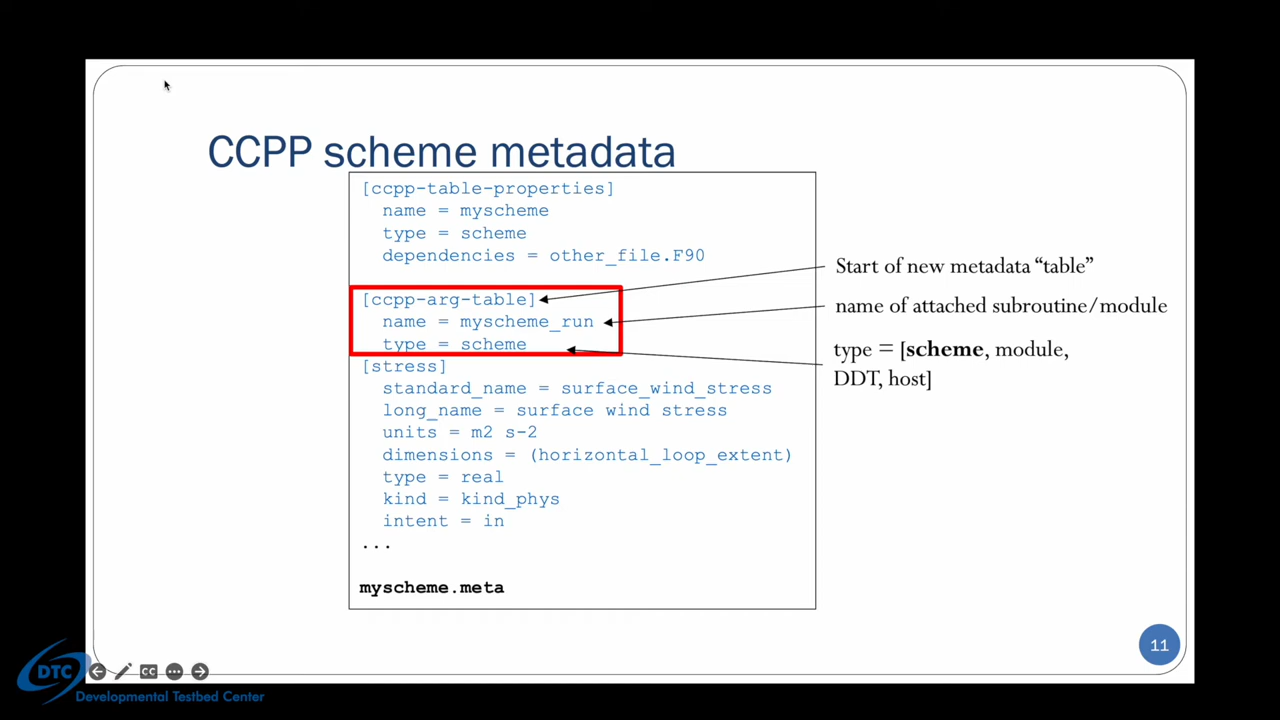 CCPP scheme metadata
[ccpp-table-properties]
name = myscheme
type = scheme
dependencies = other_file.F90
[ccpp-arg-table]
name = myscheme_run
type = scheme
[stress]
standard_name = surface_wind_stress
long_name = surface wind stress
units = m2 s-2
dimensions = (horizontal_loop_extent)
type = real
kind = kind_phys
intent = in
...
myscheme.meta
Start of new metadata “table”
name of attached subroutine/module
type = [scheme, module,
DDT, host]
11
CC
DTC
Developmental Testbed Center